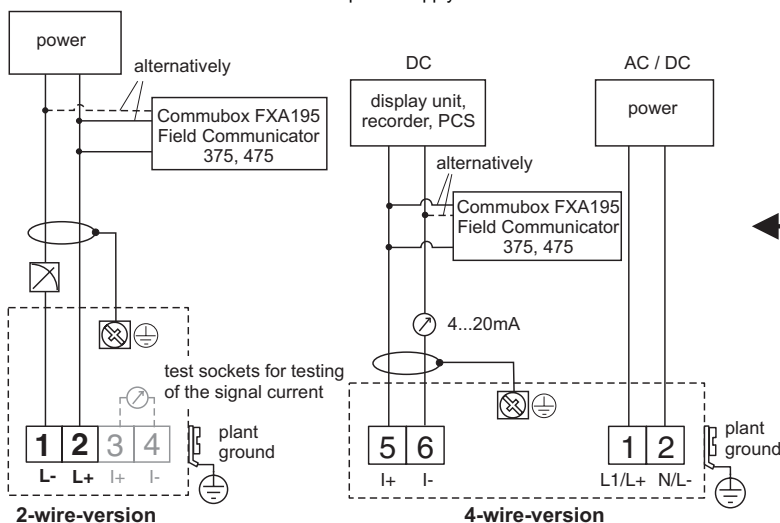 power
alternatively
Commubox FXA195
Field Communicator
375, 475
test sockets for testing
of the signal current
1 2 3 4
L- L+ I+ I-
plant
ground
2-wire-version
DC
display unit,
recorder, PCS
alternatively
Commubox FXA195
Field Communicator
375, 475
4...20mA
5 6
I+ I-
AC / DC
power
1 2
L1/L+ N/L-
plant
ground
4-wire-version